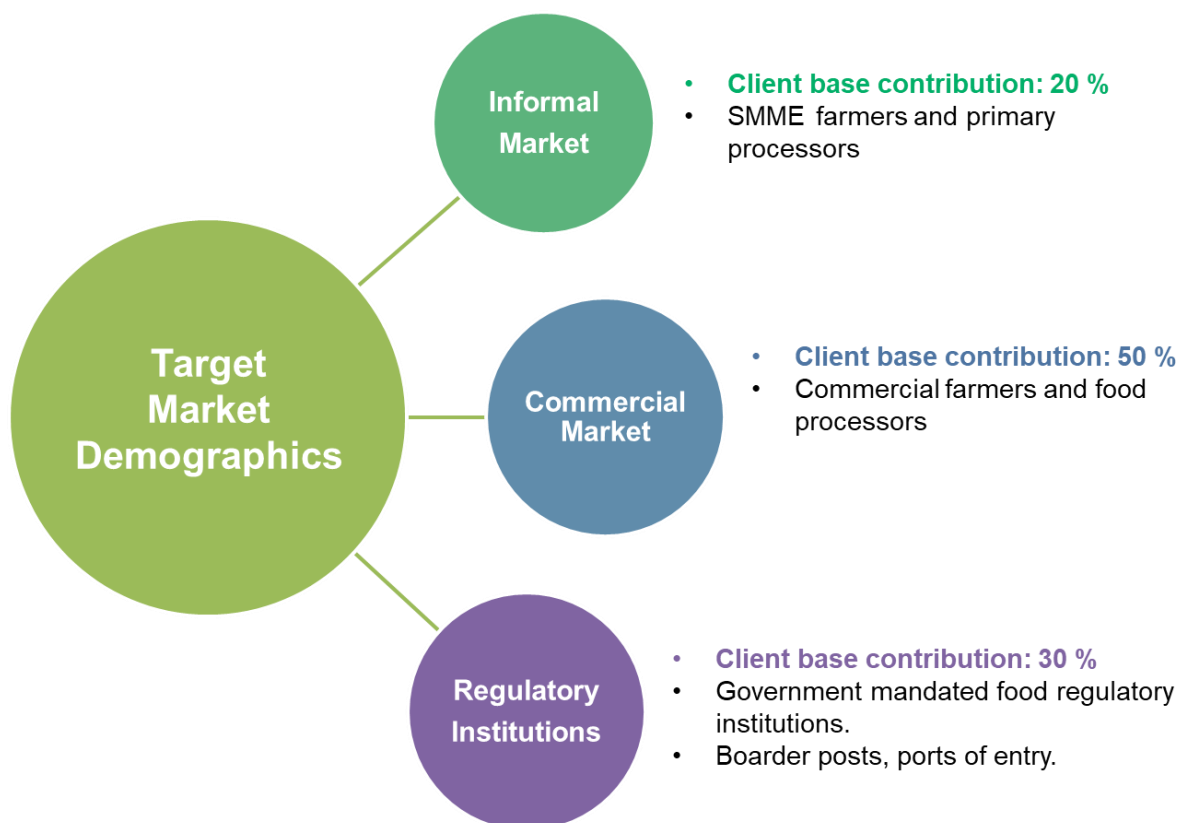 Informal
Market
• Client base contribution: 20 %
• SMME farmers and primary
processors
Target
Market
Demographics
Commercial
Market
• Client base contribution: 50 %
• Commercial farmers and food
processors
Regulatory
Institutions
• Client base contribution: 30 %
• Government mandated food regulatory
institutions.
• Boarder posts, ports of entry.